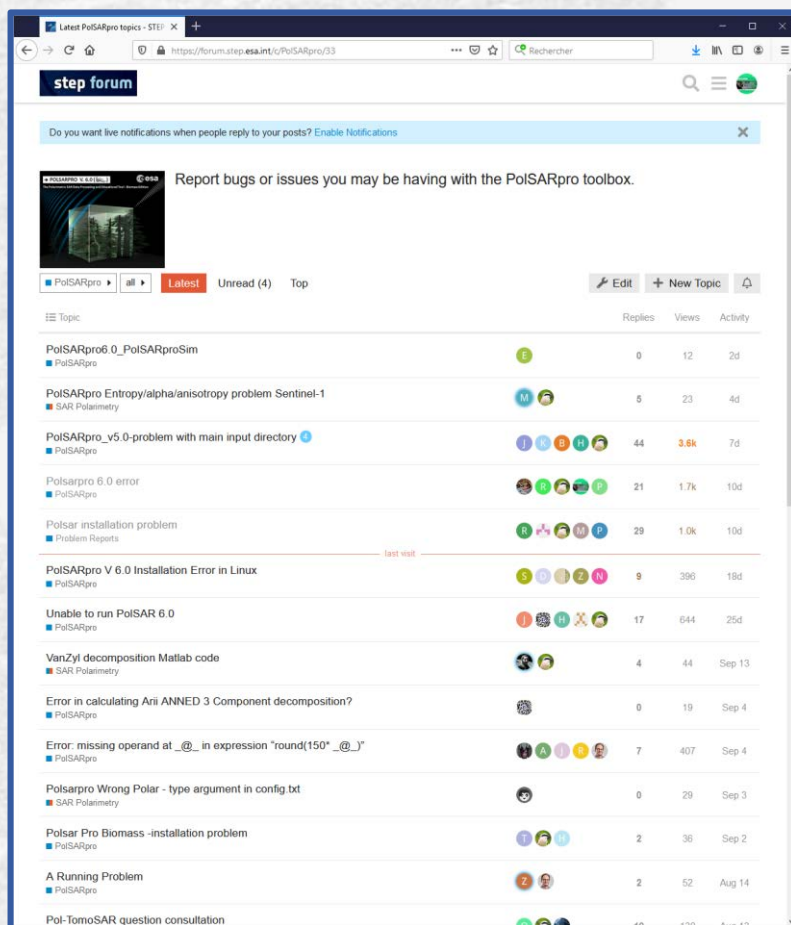 Latest PolSARpro topics - STEP
https://forum.step.esa.int/c/PolSARpro/33
Rechercher
step forum
Do you want live notifications when people reply to your posts? Enable Notifications
POLSARPRO V. 6.0
esa
Report bugs or issues you may be having with the PolSARpro toolbox.
PolSARpro all Latest Unread (4) Top Edit + New Topic
Topic Replies Views Activity
PolSARpro6.0_PolSARproSim
PolSARpro
E 0 12 2d
PolSARpro Entropy/alpha/anisotropy problem Sentinel-1
SAR Polarimetry
M 5 23 4d
PolSARpro_v5.0-problem with main input directory 4
PolSARpro
J K B H 44 3.6k 7d
Polsarpro 6.0 error
PolSARpro
R P 21 1.7k 10d
Polsar installation problem
Problem Reports
R M P 29 1.0k 10d
last visit
PolSARpro V 6.0 Installation Error in Linux
PolSARpro
S D Z N 9 396 18d
Unable to run PolSAR 6.0
PolSARpro
J H 17 644 25d
VanZyl decomposition Matlab code
SAR Polarimetry
4 44 Sep 13
Error in calculating Arii ANNED 3 Component decomposition?
PolSARpro
0 19 Sep 4
Error: missing operand at _@_ in expression "round(150* _@_)"
PolSARpro
A J R 7 407 Sep 4
Polsarpro Wrong Polar - type argument in config.txt
SAR Polarimetry
0 29 Sep 3
Polsar Pro Biomass -installation problem
PolSARpro
T H 2 36 Sep 2
A Running Problem
PolSARpro
Z 2 52 Aug 14
Pol-TomoSAR question consultation